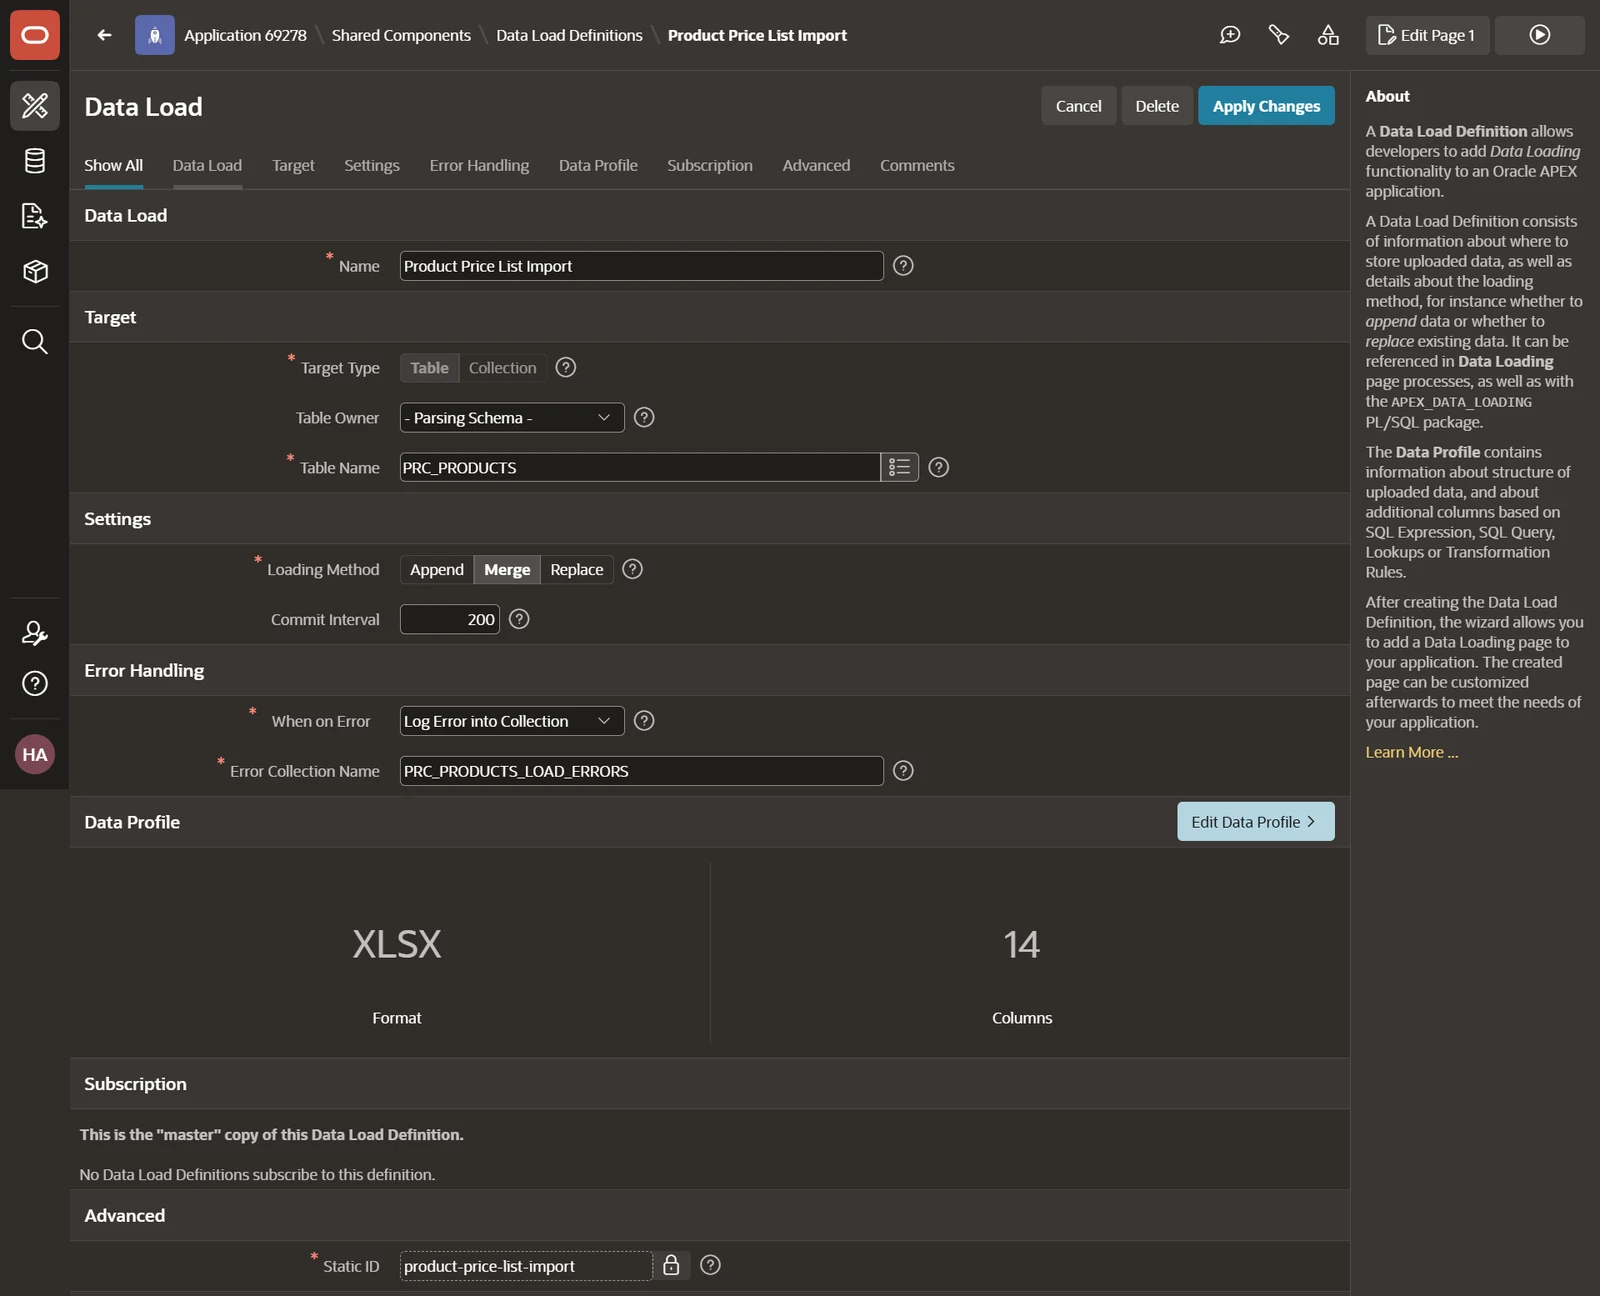 Application 69278 \ Shared Components \ Data Load Definitions \ Product Price List Import
Edit Page 1
Data Load
Cancel
Delete
Apply Changes
Show All
Data Load
Target
Settings
Error Handling
Data Profile
Subscription
Advanced
Comments
Data Load
* Name
Product Price List Import
Target
* Target Type
Table
Collection
Table Owner
- Parsing Schema -
* Table Name
PRC_PRODUCTS
Settings
* Loading Method
Append
Merge
Replace
Commit Interval
200
Error Handling
* When on Error
Log Error into Collection
* Error Collection Name
PRC_PRODUCTS_LOAD_ERRORS
Data Profile
Edit Data Profile
XLSX
Format
14
Columns
Subscription
This is the "master" copy of this Data Load Definition.
No Data Load Definitions subscribe to this definition.
Advanced
* Static ID
product-price-list-import
HA
About
A Data Load Definition allows
developers to add Data Loading
functionality to an Oracle APEX
application.
A Data Load Definition consists
of information about where to
store uploaded data, as well as
details about the loading
method, for instance whether to
append data or whether to
replace existing data. It can be
referenced in Data Loading
page processes, as well as with
the APEX_DATA_LOADING
PL/SQL package.
The Data Profile contains
information about structure of
uploaded data, and about
additional columns based on
SQL Expression, SQL Query,
Lookups or Transformation
Rules.
After creating the Data Load
Definition, the wizard allows you
to add a Data Loading page to
your application. The created
page can be customized
afterwards to meet the needs of
your application.
Learn More ...